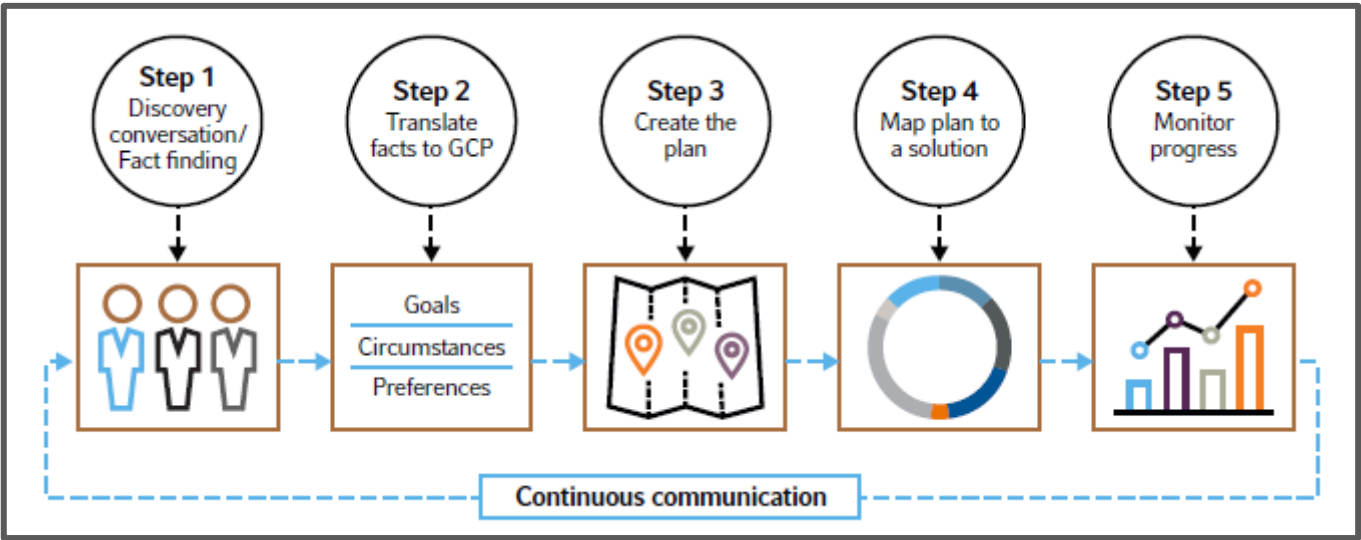 Step 1
Discovery
conversation/
Fact finding
Step 2
Translate
facts to GCP
Step 3
Create the
plan
Step 4
Map plan to
a solution
Step 5
Monitor
progress
Goals
Circumstances
Preferences
Continuous communication